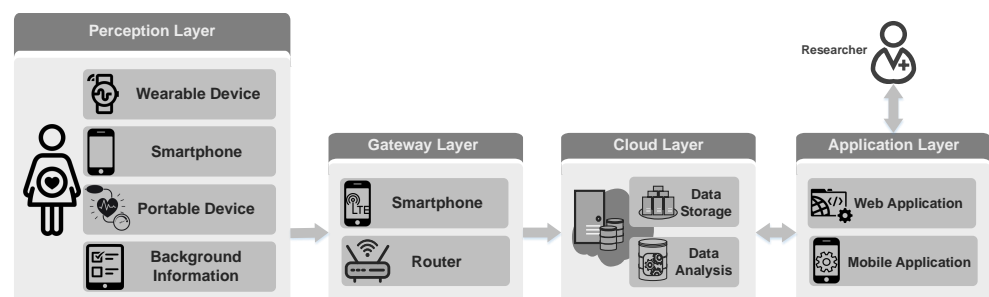 Perception Layer
Wearable Device
Smartphone
Portable Device
Background
Information
Gateway Layer
Smartphone
LTE
Router
Cloud Layer
Data
Storage
Data
Analysis
Researcher
Application Layer
</>
Web Application
Mobile Application